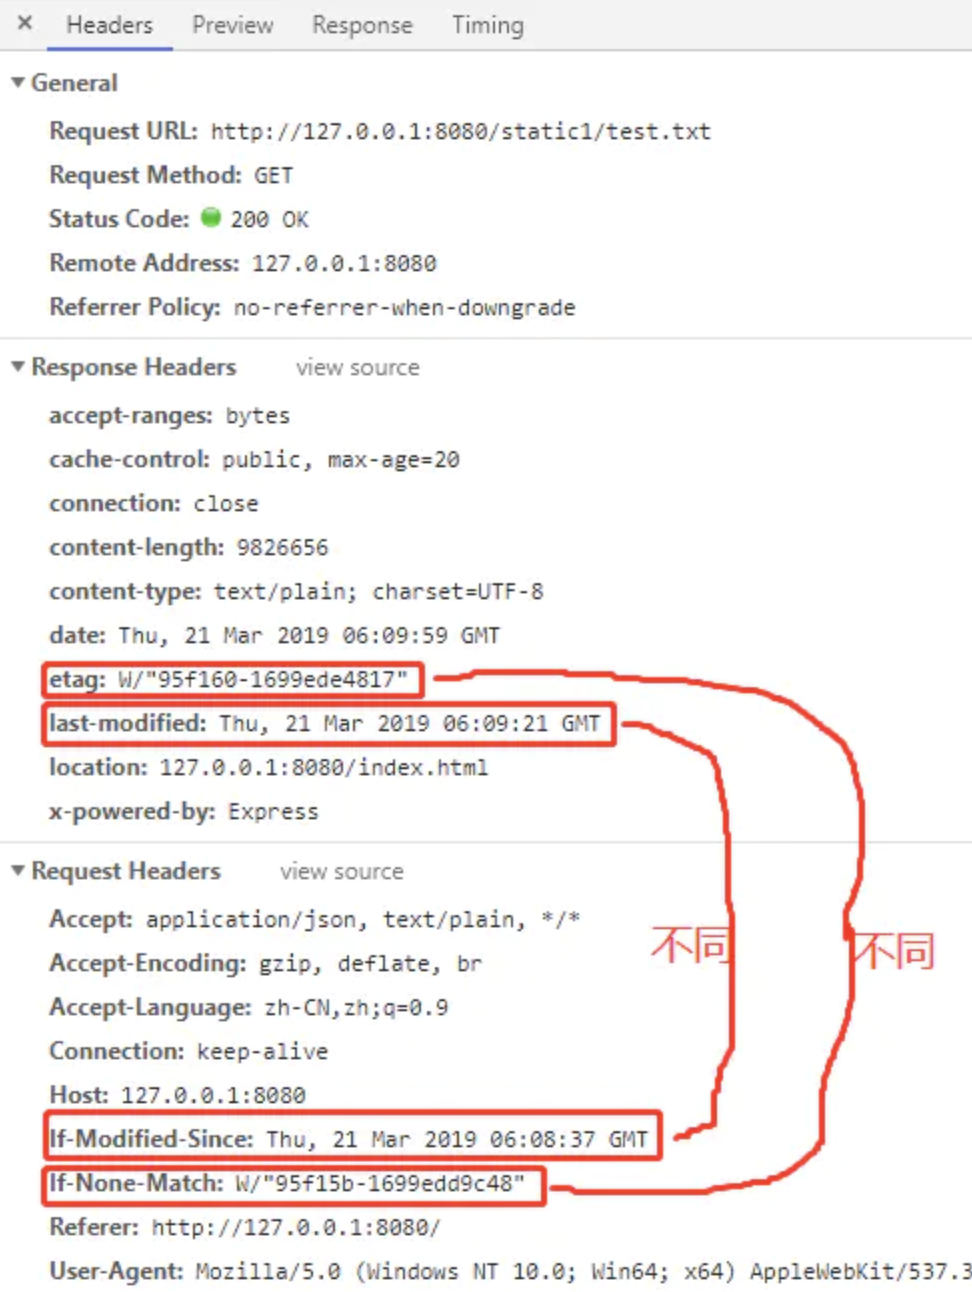 × Headers Preview Response Timing
▼ General
Request URL: http://127.0.0.1:8080/static1/test.txt
Request Method: GET
Status Code: 200 OK
Remote Address: 127.0.0.1:8080
Referrer Policy: no-referrer-when-downgrade
▼ Response Headers view source
accept-ranges: bytes
cache-control: public, max-age=20
connection: close
content-length: 9826656
content-type: text/plain; charset=UTF-8
date: Thu, 21 Mar 2019 06:09:59 GMT
etag: W/"95f160-1699ede4817"
last-modified: Thu, 21 Mar 2019 06:09:21 GMT
location: 127.0.0.1:8080/index.html
x-powered-by: Express
▼ Request Headers view source
Accept: application/json, text/plain, */*
不同 不同
Accept-Encoding: gzip, deflate, br
Accept-Language: zh-CN,zh;q=0.9
Connection: keep-alive
Host: 127.0.0.1:8080
If-Modified-Since: Thu, 21 Mar 2019 06:08:37 GMT
If-None-Match: W/"95f15b-1699edd9c48"
Referer: http://127.0.0.1:8080/
User-Agent: Mozilla/5.0 (Windows NT 10.0; Win64; x64) AppleWebKit/537.3